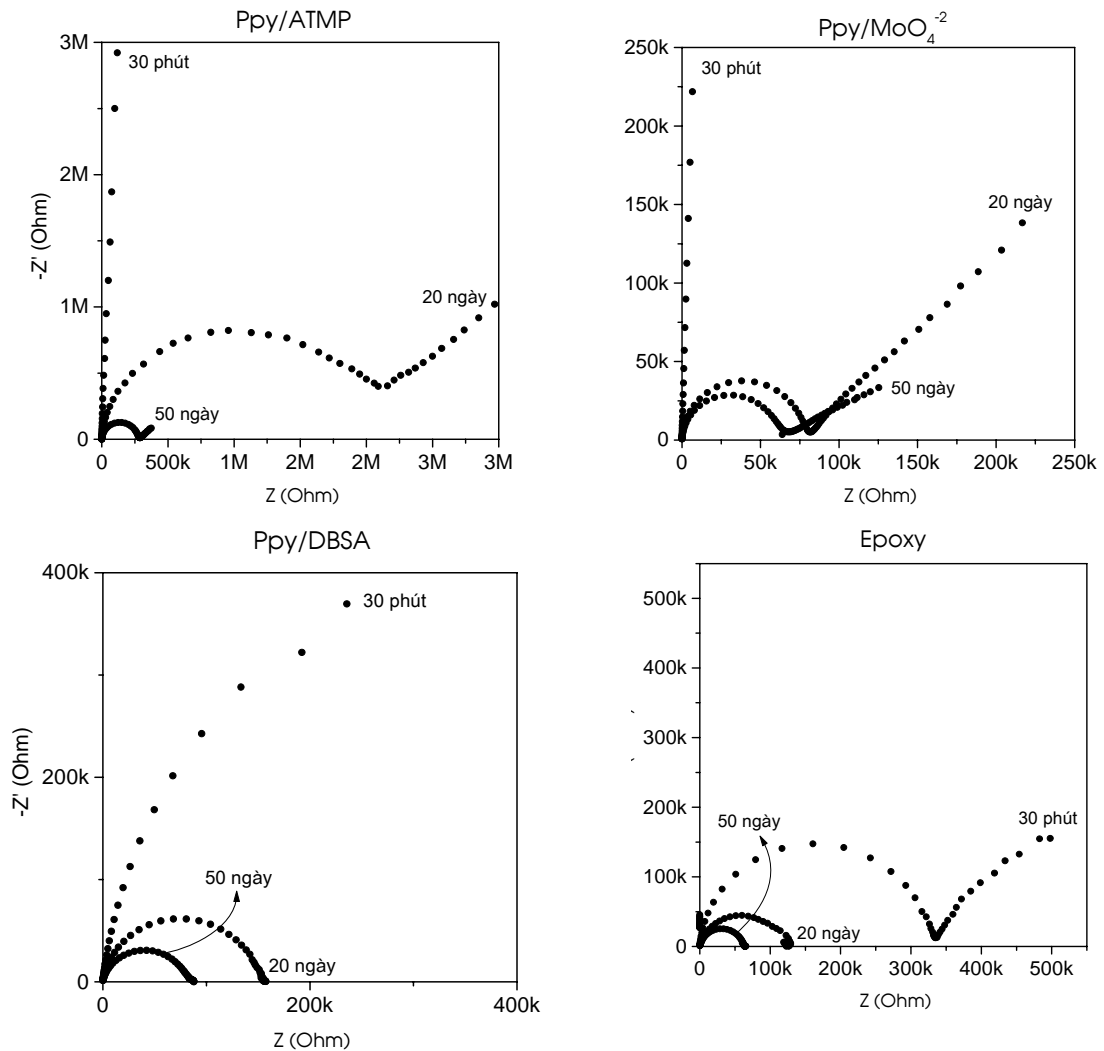 Ppy/ATMP
3M
30 phút
2M
-Z' (Ohm)
1M
20 ngày
50 ngày
0
0 500k 1M 2M 2M 3M 3M
Z (Ohm)
Ppy/MoO₄⁻²
250k
30 phút
225k
200k
150k
20 ngày
100k
50k
50 ngày
0
0 50k 100k 150k 200k 250k
Z (Ohm)
Ppy/DBSA
400k
30 phút
-Z' (Ohm)
200k
50 ngày
20 ngày
0
0 200k 400k
Z (Ohm)
Epoxy
500k
400k
300k
200k
50 ngày
30 phút
100k
20 ngày
0
0 100k 200k 300k 400k 500k
Z (Ohm)